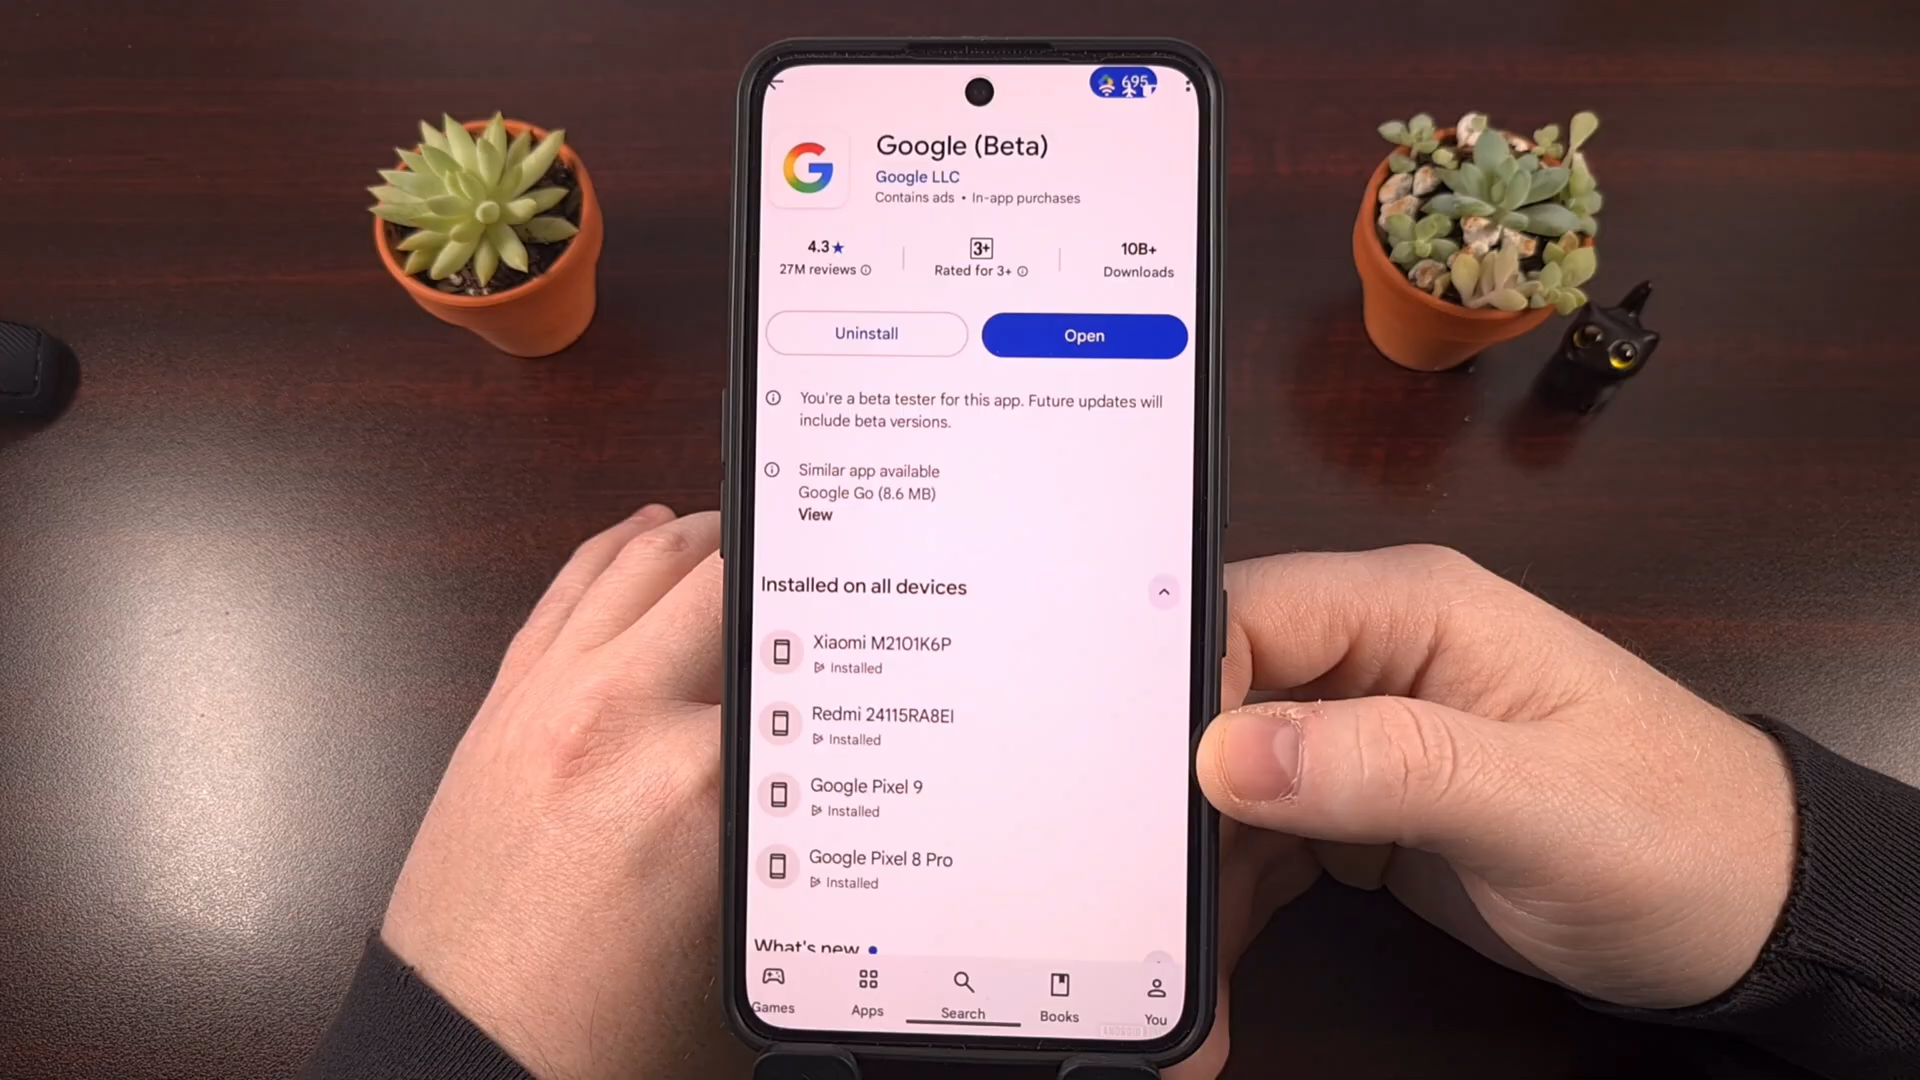 695
Google (Beta)
Google LLC
Contains ads • In-app purchases
4.3★
27M reviews
3+
Rated for 3+
10B+
Downloads
Uninstall
Open
You're a beta tester for this app. Future updates will
include beta versions.
Similar app available
Google Go (8.6 MB)
View
Installed on all devices
Xiaomi M2101K6P
Installed
Redmi 24115RA8EI
Installed
Google Pixel 9
Installed
Google Pixel 8 Pro
Installed
What's new
Games
Apps
Search
Books
You